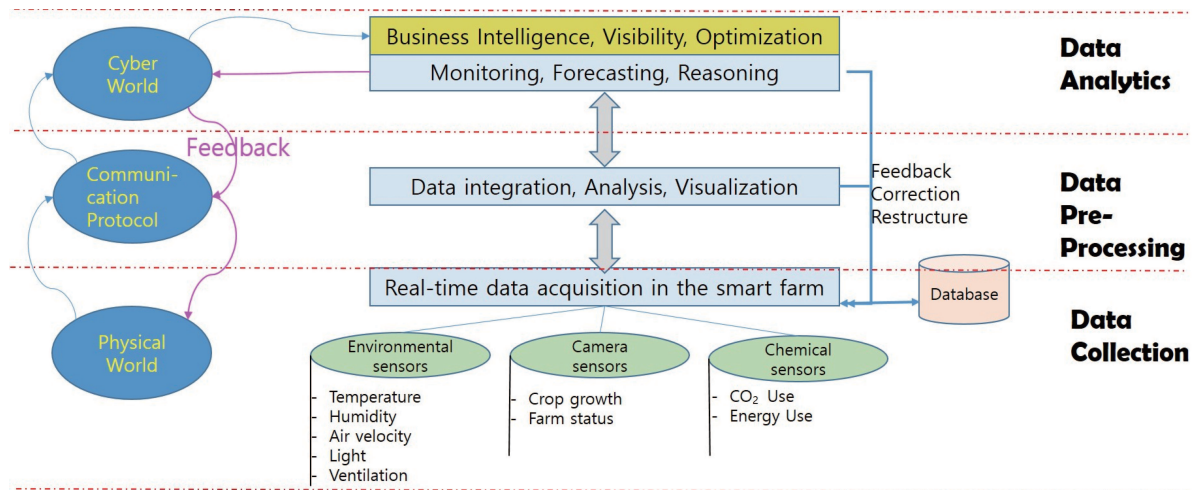 Business Intelligence, Visibility, Optimization
Monitoring, Forecasting, Reasoning
Cyber
World
Data
Analytics
Feedback
Communi-
cation
Protocol
Data integration, Analysis, Visualization
Feedback
Correction
Restructure
Data
Pre-
Processing
Real-time data acquisition in the smart farm
Database
Physical
World
Data
Collection
Environmental
sensors
- Temperature
- Humidity
- Air velocity
- Light
- Ventilation
Camera
sensors
- Crop growth
- Farm status
Chemical
sensors
- CO₂ Use
- Energy Use